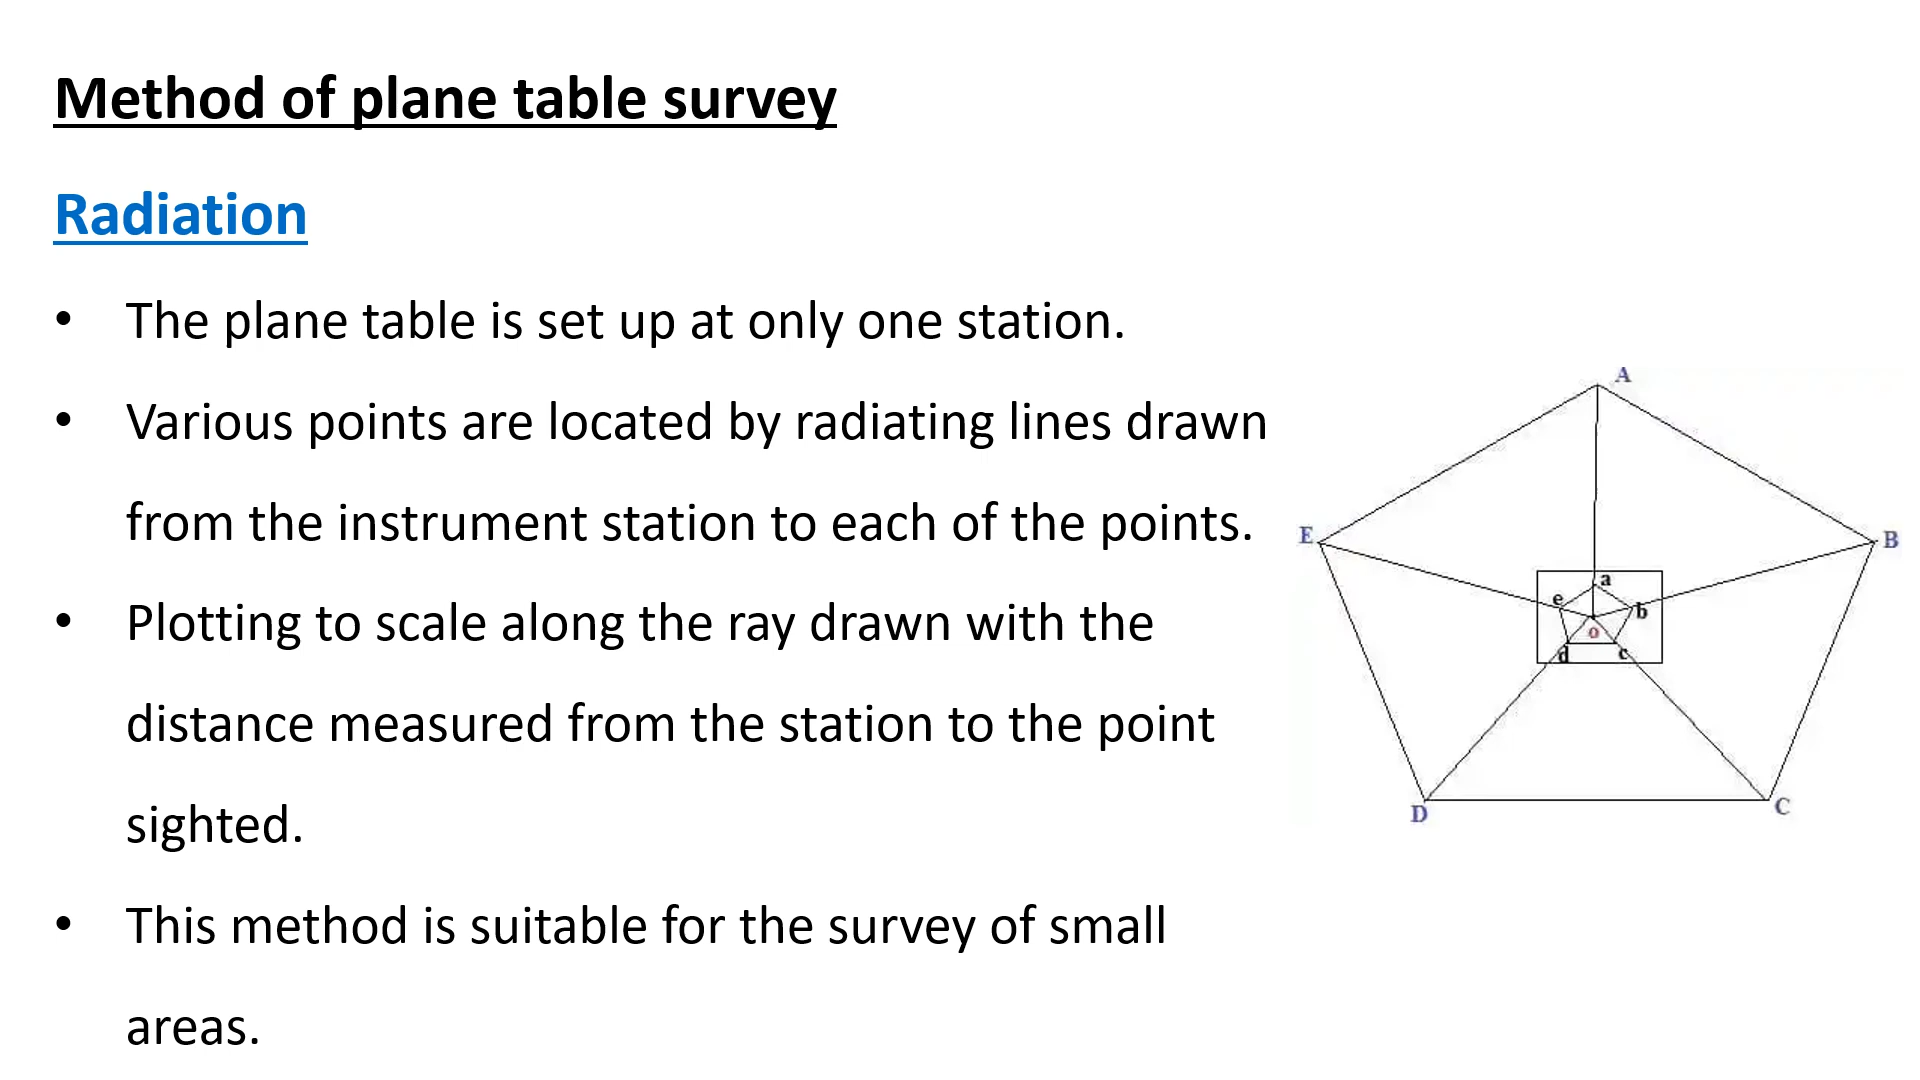 Method of plane table survey
Radiation
• The plane table is set up at only one station.
• Various points are located by radiating lines drawn
from the instrument station to each of the points.
• Plotting to scale along the ray drawn with the
distance measured from the station to the point
sighted.
• This method is suitable for the survey of small
areas.
A
E
B
a
e
b
o
d
c
D
C